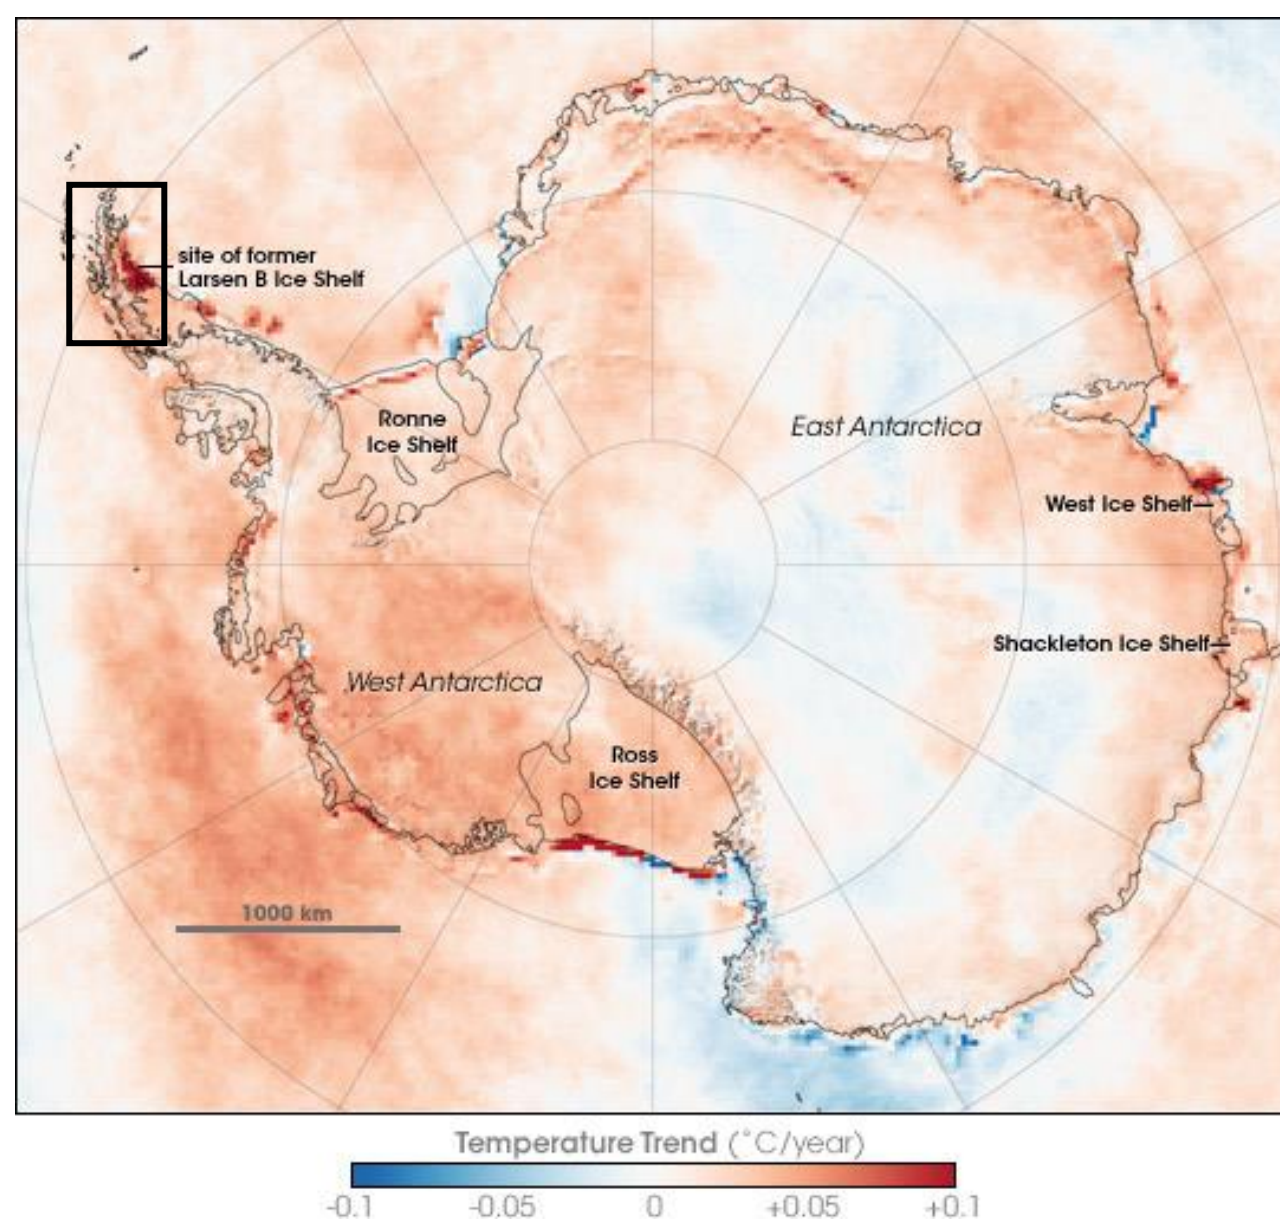 site of former
Larsen B Ice Shelf
Ronne
Ice Shelf
East Antarctica
West Ice Shelf
Shackleton Ice Shelf
West Antarctica
Ross
Ice Shelf
1000 km
Temperature Trend (˚C/year)
-0.1 -0.05 0 +0.05 +0.1